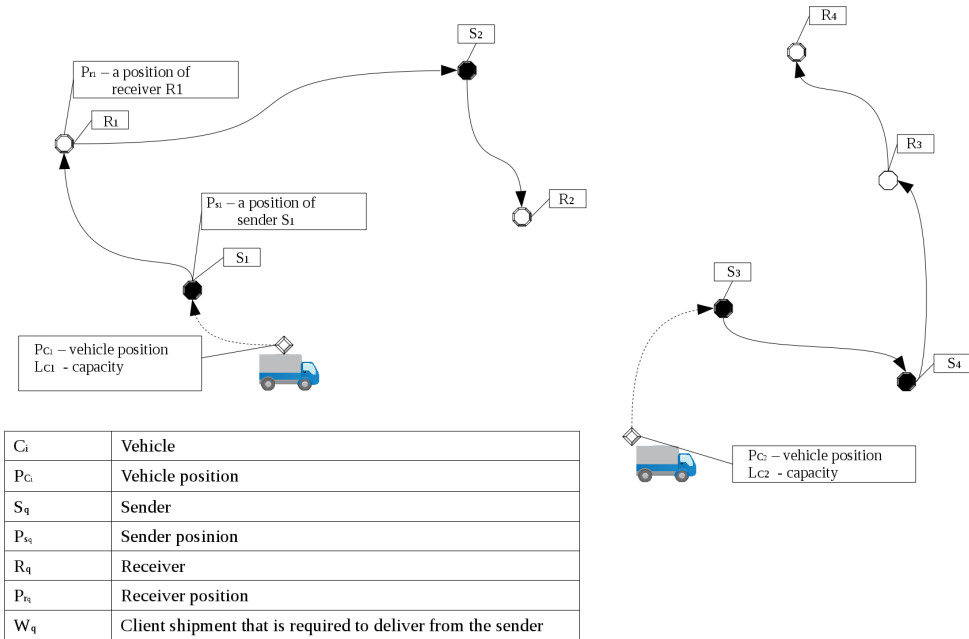 S2
R4
Pr1 – a position of
receiver R1
R1
R3
Ps1 – a position of
sender S1
R2
S1
S3
PC1 – vehicle position
LC1 - capacity
S4
PC2 – vehicle position
LC2 - capacity
Ci Vehicle
PCi Vehicle position
Sq Sender
Psq Sender posinion
Rq Receiver
Prq Receiver position
Wq Client shipment that is required to deliver from the sender